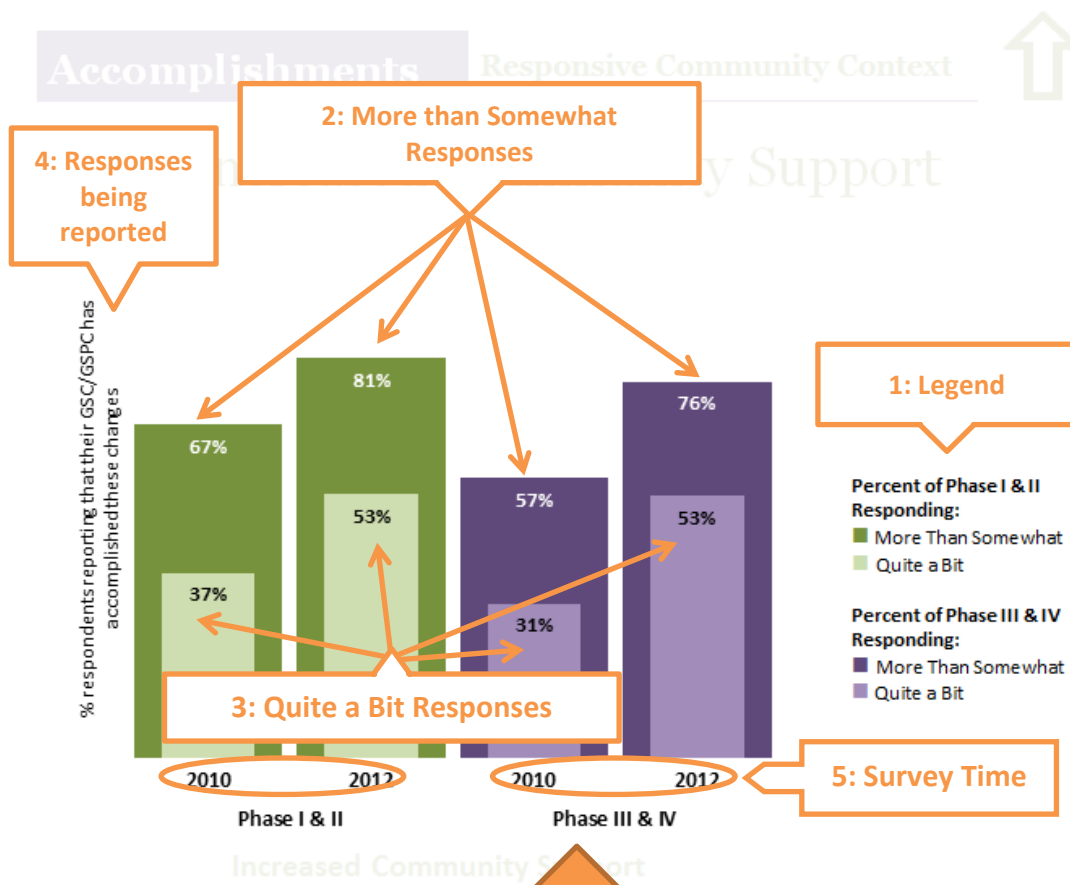 Accomplishments
Responsive Community Context
2: More than Somewhat
Responses
4: Responses
being
reported
y Support
% respondents reporting that their GSC/GSPC has
accomplished these changes
67%
81%
57%
76%
37%
53%
31%
53%
1: Legend
Percent of Phase I & II
Responding:
More Than Somewhat
Quite a Bit
Percent of Phase III & IV
Responding:
More Than Somewhat
Quite a Bit
3: Quite a Bit Responses
2010
2012
2010
2012
5: Survey Time
Phase I & II
Phase III & IV
Increased Community Support